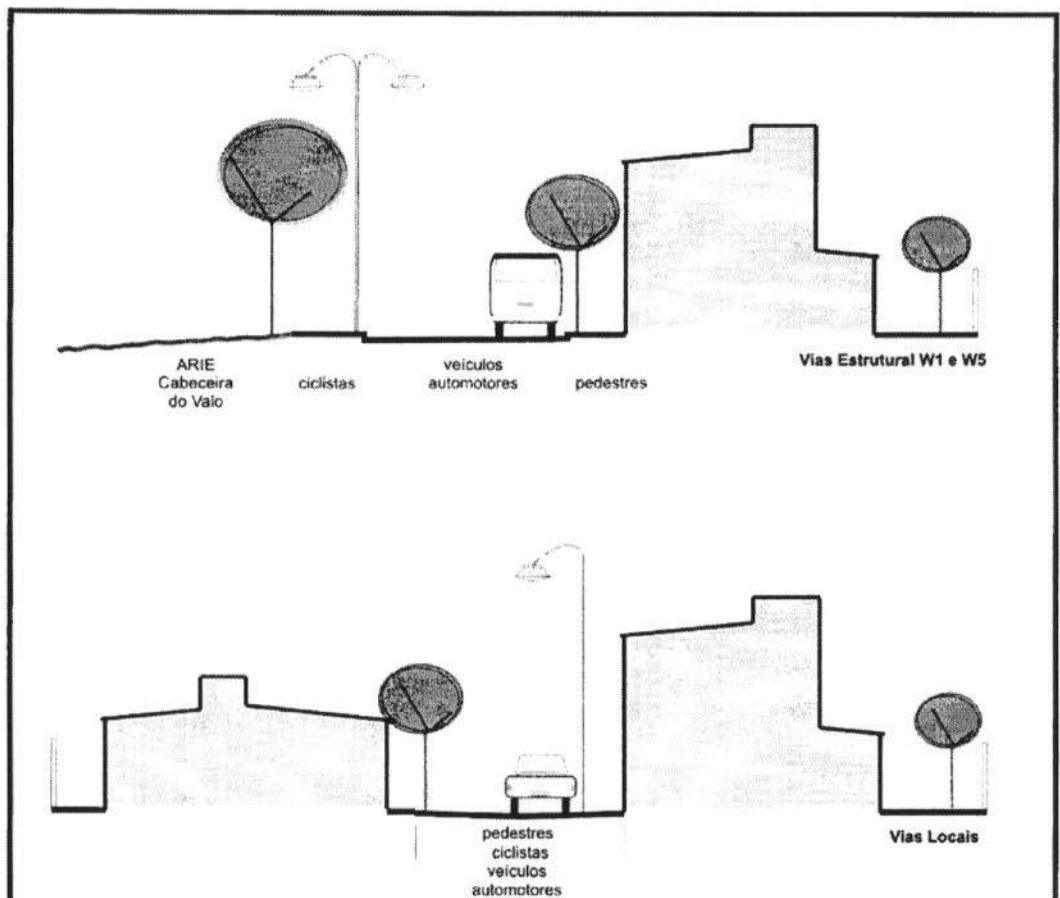 ARIE
Cabeceira
do Valo
ciclistas
veículos
automotores
pedestres
Vias Estrutural W1 e W5
pedestres
ciclistas
veículos
automotores
Vias Locais